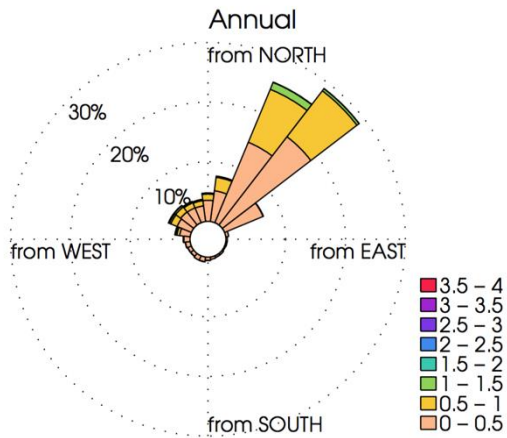 Annual
from NORTH
30%
20%
10%
from WEST
from EAST
3.5 – 4
3 – 3.5
2.5 – 3
2 – 2.5
1.5 – 2
1 – 1.5
0.5 – 1
0 – 0.5
from SOUTH